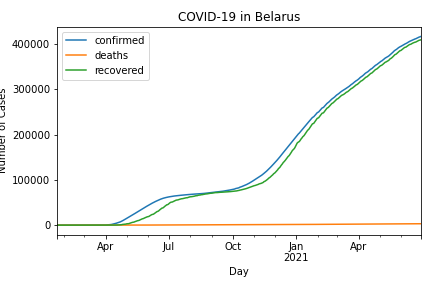 COVID-19 in Belarus
confirmed
deaths
recovered
400000
300000
200000
100000
0
Number of Cases
Apr
Jul
Oct
Jan
2021
Apr
Day